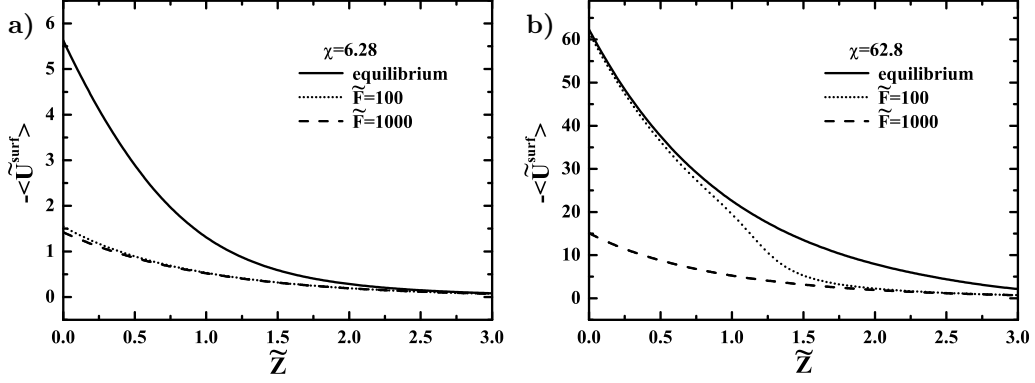 a)
6
5
4
3
2
1
0
-<Ũ^surf>
χ=6.28
equilibrium
F̃=100
F̃=1000
0.0 0.5 1.0 1.5 2.0 2.5 3.0
Z̃
b)
60
50
40
30
20
10
0
-<Ũ^surf>
χ=62.8
equilibrium
F̃=100
F̃=1000
0.0 0.5 1.0 1.5 2.0 2.5 3.0
Z̃